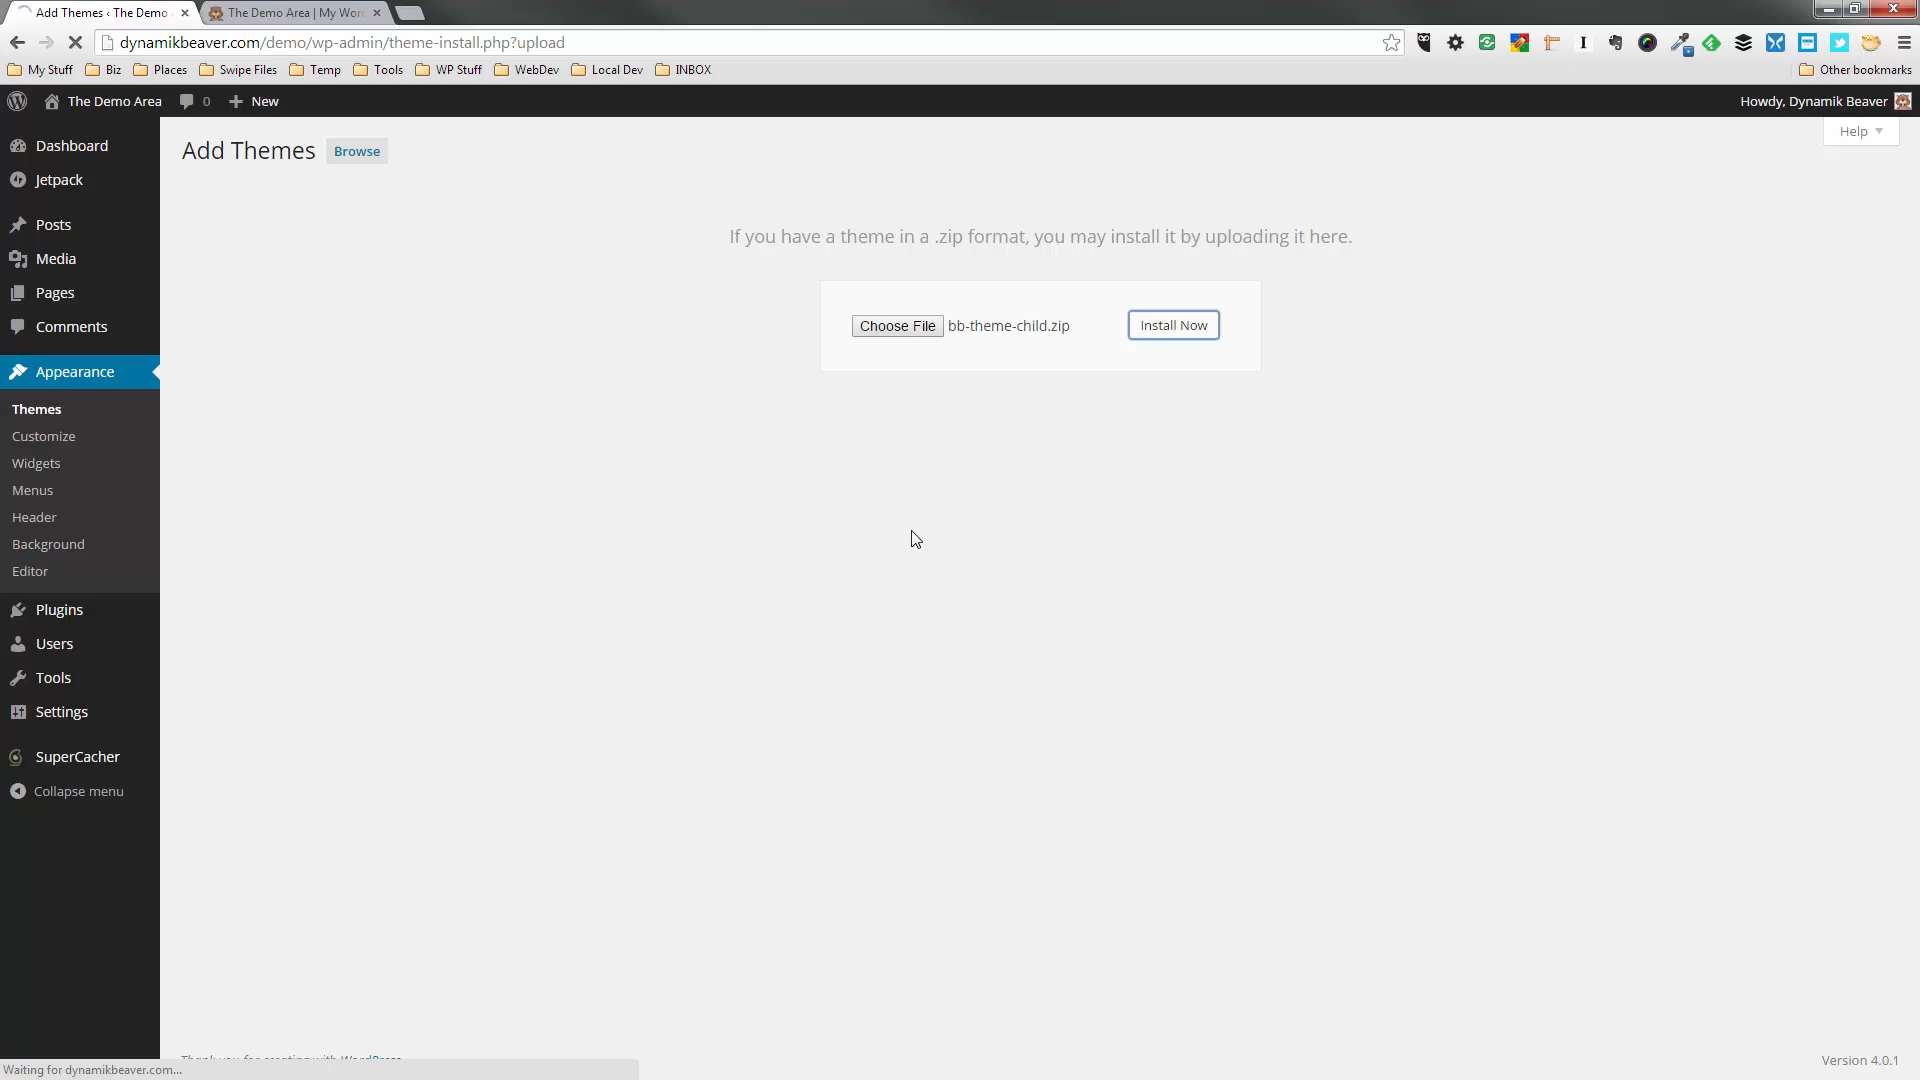 Add Themes ‹ The Demo
The Demo Area | My Wor
dynamikbeaver.com/demo/wp-admin/theme-install.php?upload
My Stuff
Biz
Places
Swipe Files
Temp
Tools
WP Stuff
WebDev
Local Dev
INBOX
Other bookmarks
The Demo Area
0
New
Howdy, Dynamik Beaver
Help
Dashboard
Jetpack
Posts
Media
Pages
Comments
Appearance
Themes
Customize
Widgets
Menus
Header
Background
Editor
Plugins
Users
Tools
Settings
SuperCacher
Collapse menu
Add Themes
Browse
If you have a theme in a .zip format, you may install it by uploading it here.
Choose File bb-theme-child.zip
Install Now
Thank you for creating with WordPress.
Version 4.0.1
Waiting for dynamikbeaver.com...